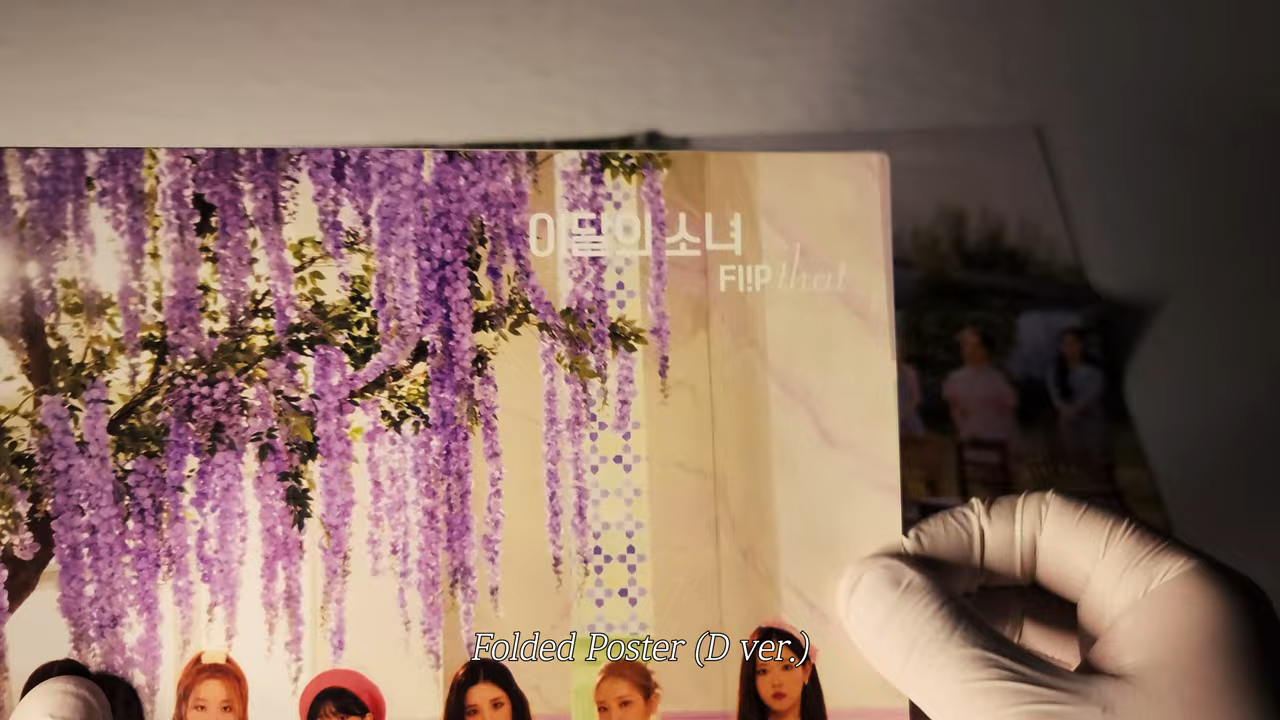 이달의 소녀
FL!P that
Folded Poster (D ver.)